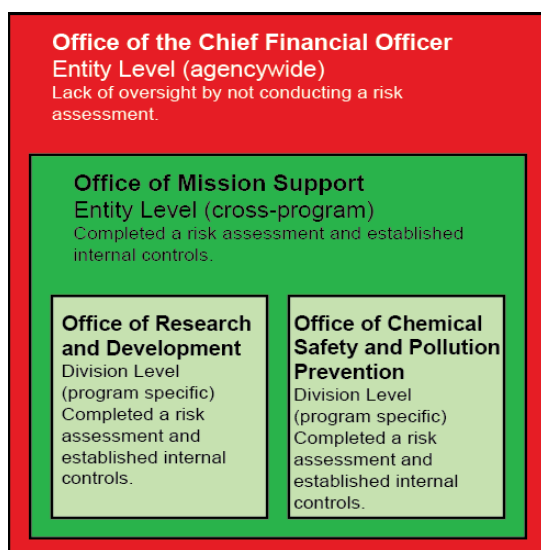 Office of the Chief Financial Officer
Entity Level (agencywide)
Lack of oversight by not conducting a risk
assessment.
Office of Mission Support
Entity Level (cross-program)
Completed a risk assessment and established
internal controls.
Office of Research
and Development
Division Level
(program specific)
Completed a risk
assessment and
established internal
controls.
Office of Chemical
Safety and Pollution
Prevention
Division Level
(program specific)
Completed a risk
assessment and
established internal
controls.